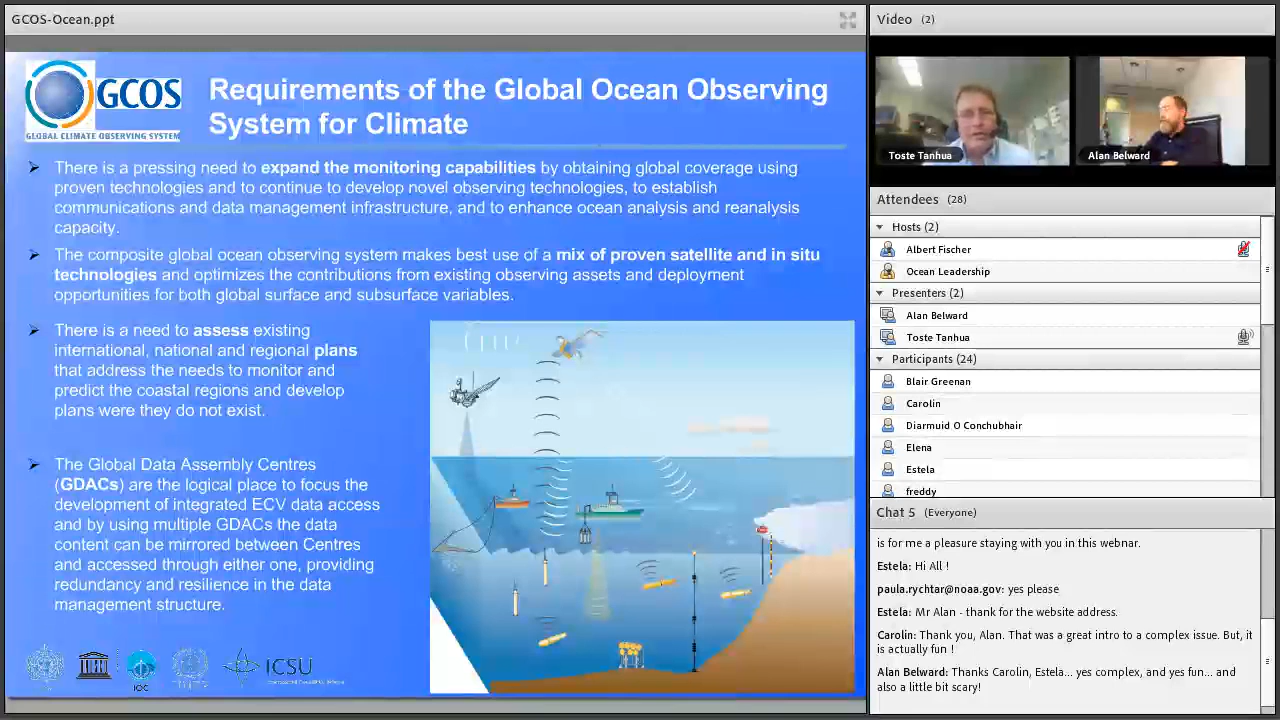 GCOS-Ocean.ppt
GCOS
GLOBAL CLIMATE OBSERVING SYSTEM
Requirements of the Global Ocean Observing
System for Climate
There is a pressing need to expand the monitoring capabilities by obtaining global coverage using
proven technologies and to continue to develop novel observing technologies, to establish
communications and data management infrastructure, and to enhance ocean analysis and reanalysis
capacity.
The composite global ocean observing system makes best use of a mix of proven satellite and in situ
technologies and optimizes the contributions from existing observing assets and deployment
opportunities for both global surface and subsurface variables.
There is a need to assess existing
international, national and regional plans
that address the needs to monitor and
predict the coastal regions and develop
plans were they do not exist.
The Global Data Assembly Centres
(GDACs) are the logical place to focus the
development of integrated ECV data access
and by using multiple GDACs the data
content can be mirrored between Centres
and accessed through either one, providing
redundancy and resilience in the data
management structure.
IOC
ICSU
Video (2)
Toste Tanhua
Alan Belward
Attendees (28)
Hosts (2)
Albert Fischer
Ocean Leadership
Presenters (2)
Alan Belward
Toste Tanhua
Participants (24)
Blair Greenan
Carolin
Diarmuid O Conchubhair
Elena
Estela
freddy
Chat 5 (Everyone)
is for me a pleasure staying with you in this webnar.
Estela: Hi All !
paula.rychtar@noaa.gov: yes please
Estela: Mr Alan - thank for the website address.
Carolin: Thank you, Alan. That was a great intro to a complex issue. But, it
is actually fun !
Alan Belward: Thanks Carolin, Estela... yes complex, and yes fun... and
also a little bit scary!